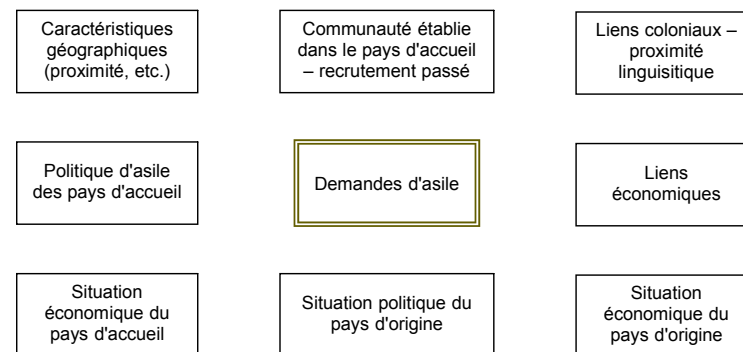 Caractéristiques
géographiques
(proximité, etc.)
Communauté établie
dans le pays d'accueil
– recrutement passé
Liens coloniaux –
proximité
linguisitique
Politique d'asile
des pays d'accueil
Demandes d'asile
Liens
économiques
Situation
économique du
pays d'accueil
Situation politique du
pays d'origine
Situation
économique du
pays d'origine